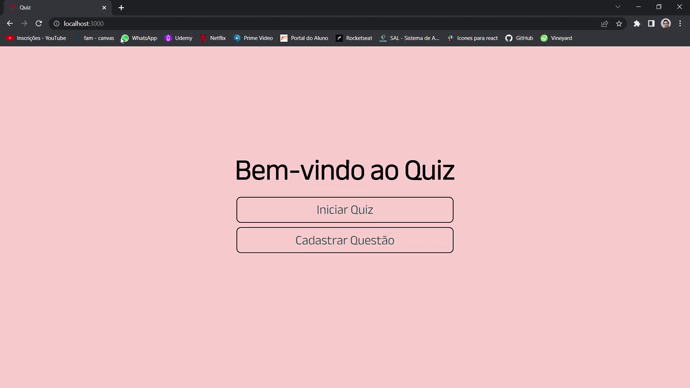 Quiz
localhost:3000
Inscrições - YouTube
fam - canvas
WhatsApp
Udemy
Netflix
Prime Video
Portal do Aluno
Rocketseat
SAL - Sistema de A...
Icones para react
GitHub
Vineyard
Bem-vindo ao Quiz
Iniciar Quiz
Cadastrar Questão